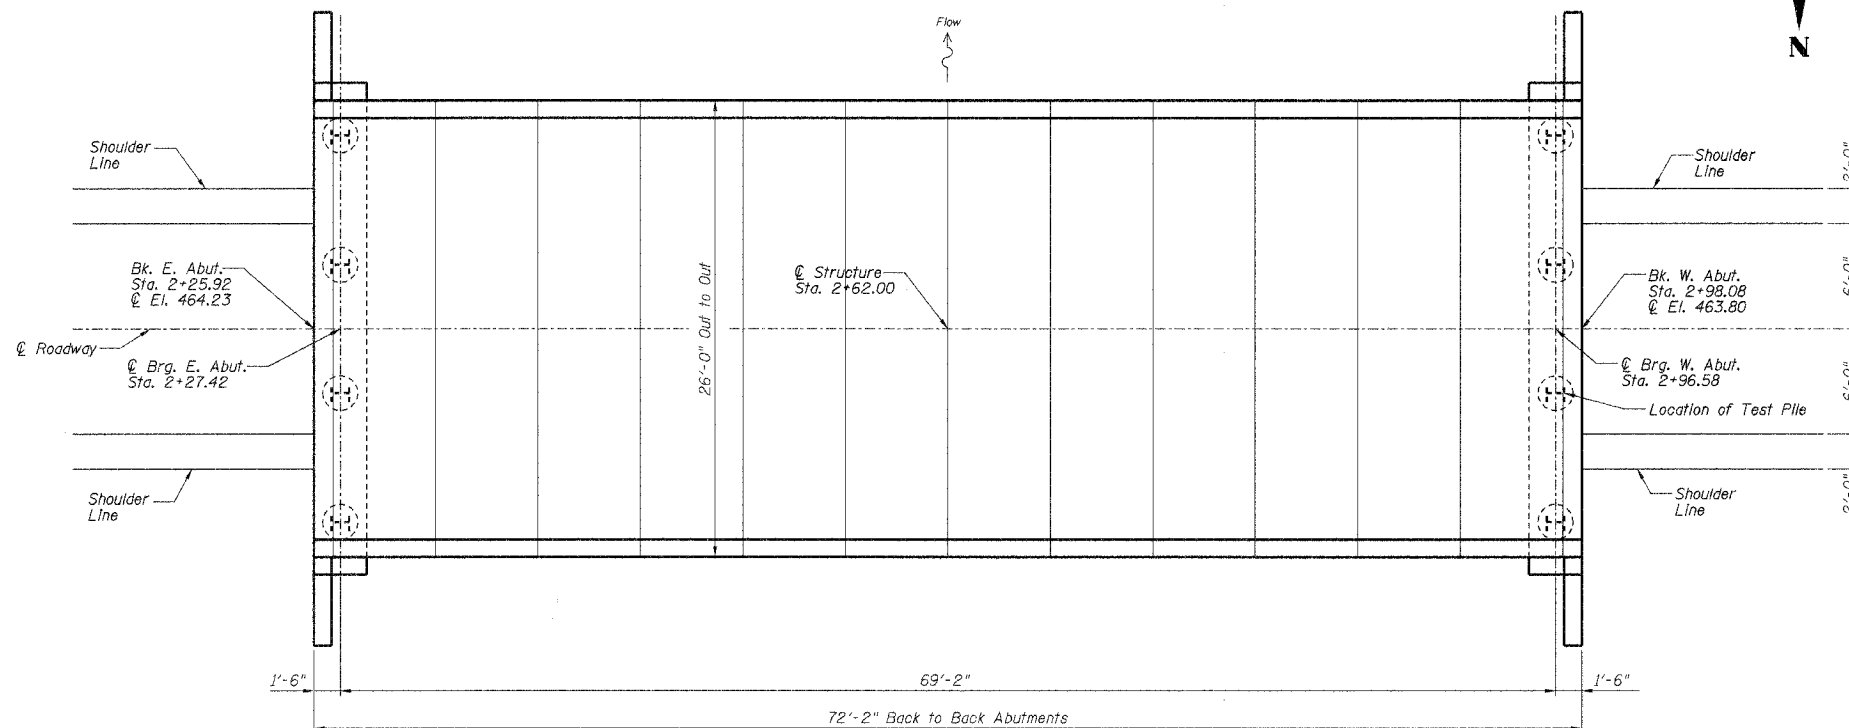 Flow
N
Shoulder
Line
Shoulder
Line
Bk. E. Abut.
Sta. 2+25.92
℄ El. 464.23
26'-0" Out to Out
℄ Structure
Sta. 2+62.00
Bk. W. Abut.
Sta. 2+98.08
℄ El. 463.80
℄ Roadway
℄ Brg. E. Abut.
Sta. 2+27.42
℄ Brg. W. Abut.
Sta. 2+96.58
Location of Test Pile
Shoulder
Line
Shoulder
Line
1'-6"
69'-2"
1'-6"
72'-2" Back to Back Abutments